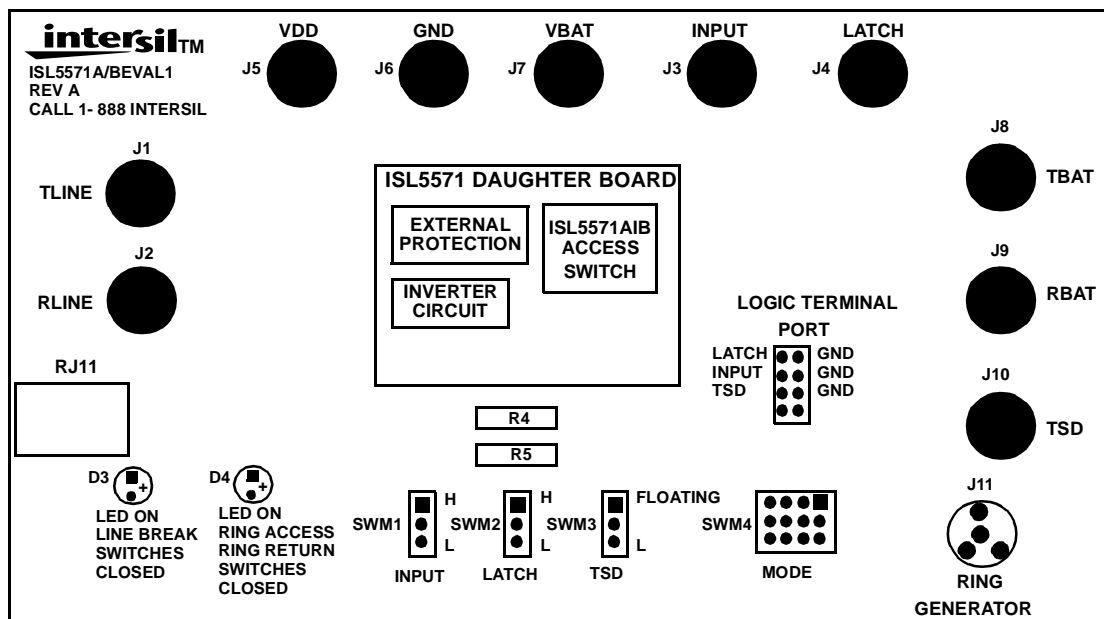 intersil TM
ISL5571A/BEVAL1
REV A
CALL 1- 888 INTERSIL
VDD
J5
GND
J6
VBAT
J7
INPUT
J3
LATCH
J4
J1
TLINE
J2
RLINE
RJ11
J8
TBAT
J9
RBAT
J10
TSD
J11
RING
GENERATOR
ISL5571 DAUGHTER BOARD
EXTERNAL
PROTECTION
ISL5571AIB
ACCESS
SWITCH
INVERTER
CIRCUIT
LOGIC TERMINAL
PORT
LATCH GND
INPUT GND
TSD GND
R4
R5
D3
+
LED ON
LINE BREAK
SWITCHES
CLOSED
D4
+
LED ON
RING ACCESS
RING RETURN
SWITCHES
CLOSED
H
SWM1
L
INPUT
H
SWM2
L
LATCH
FLOATING
SWM3
L
TSD
SWM4
MODE